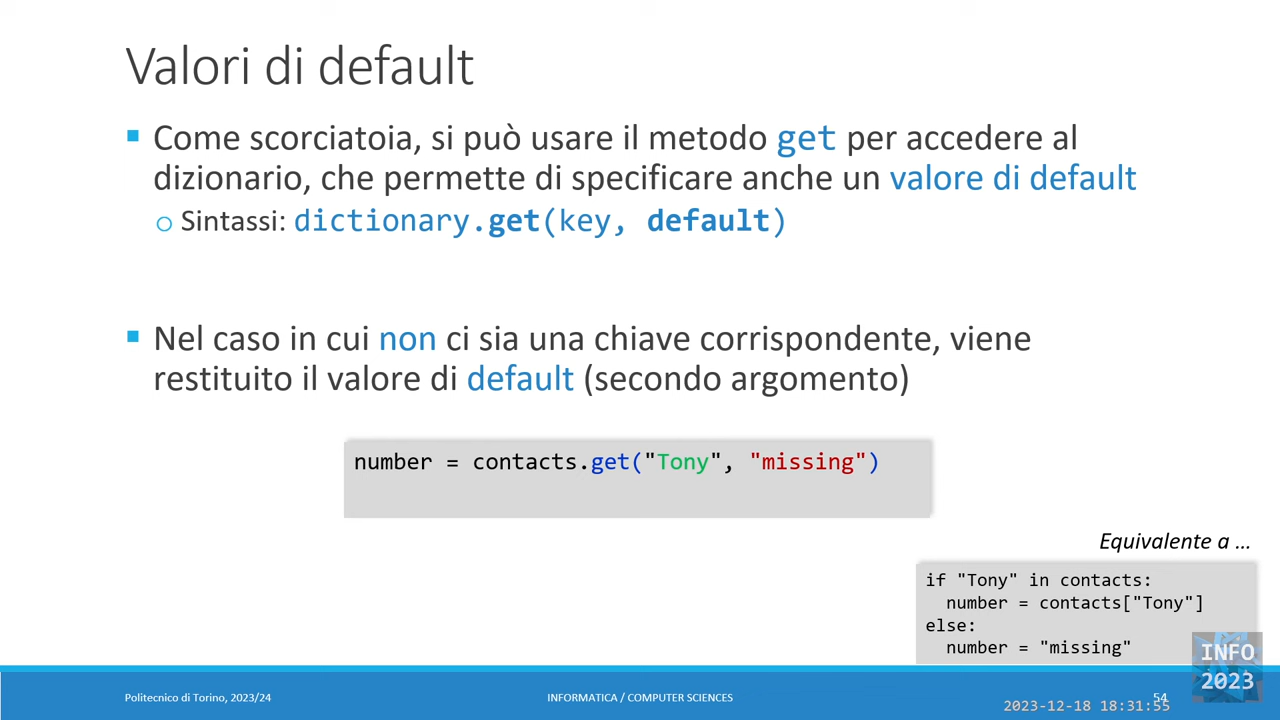 Valori di default
Come scorciatoia, si può usare il metodo get per accedere al
dizionario, che permette di specificare anche un valore di default
Sintassi: dictionary.get(key, default)
Nel caso in cui non ci sia una chiave corrispondente, viene
restituito il valore di default (secondo argomento)
number = contacts.get("Tony", "missing")
Equivalente a …
if "Tony" in contacts:
number = contacts["Tony"]
else:
number = "missing"
INFO
2023
Politecnico di Torino, 2023/24
INFORMATICA / COMPUTER SCIENCES
54
2023-12-18 18:31:55